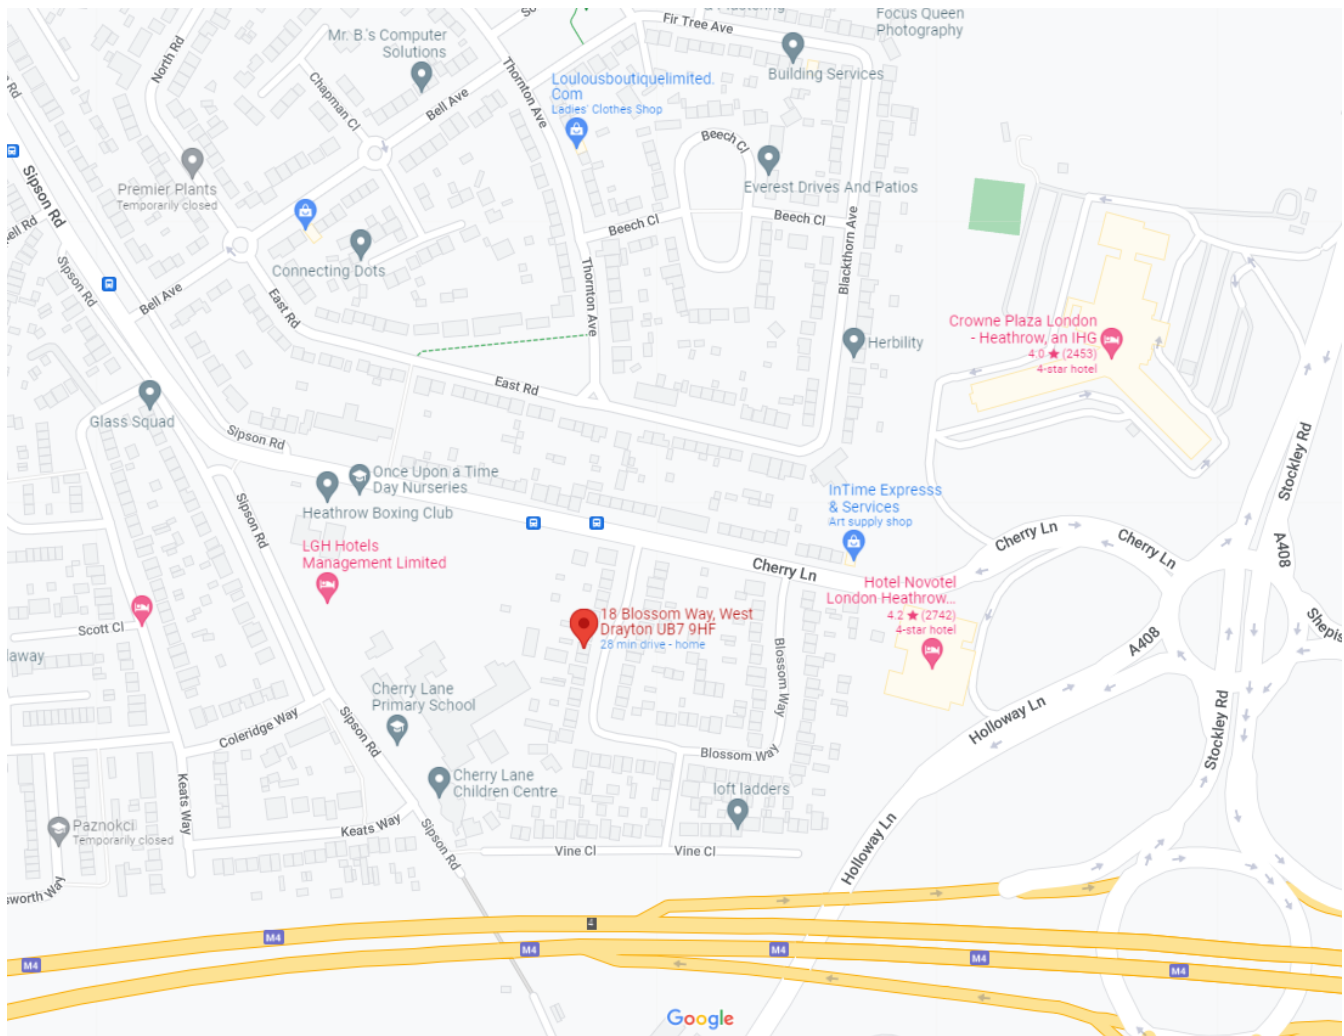 Focus Queen
Photography
Fir Tree Ave
Mr. B.'s Computer
Solutions
North Rd
Building Services
Thornton Ave
Loulousboutiquelimited.
Com
Ladies' Clothes Shop
Bell Ave
Chapman Cl
Beech Cl
Sipson Rd
Premier Plants
Temporarily closed
Everest Drives And Patios
Beech Cl
Beech Cl
Blackthorn Ave
Connecting Dots
Sipson Rd
Bell Ave
East Rd
Thornton Ave
Crowne Plaza London
- Heathrow, an IHG
4.0 ★ (2453)
4-star hotel
Herbility
East Rd
Glass Squad
Sipson Rd
Stockley Rd
Once Upon a Time
Day Nurseries
Heathrow Boxing Club
InTime Expresss
& Services
Art supply shop
Sipson Rd
LGH Hotels
Management Limited
Cherry Ln
Cherry Ln
Cherry Ln
A408
Hotel Novotel
London Heathrow...
4.2 ★ (2742)
4-star hotel
18 Blossom Way, West
Drayton UB7 9HF
28 min drive - home
Scott Cl
A408
Shepis
Blossom Way
Cherry Lane
Primary School
Coleridge Way
Sipson Rd
Holloway Ln
Stockley Rd
Blossom Way
Cherry Lane
Children Centre
loft ladders
Keats Way
Paznokci
Temporarily closed
Keats Way
Sipson Rd
Vine Cl
Vine Cl
Holloway Ln
sworth Way
M4
M4
M4
M4
M4
M4
4
Google